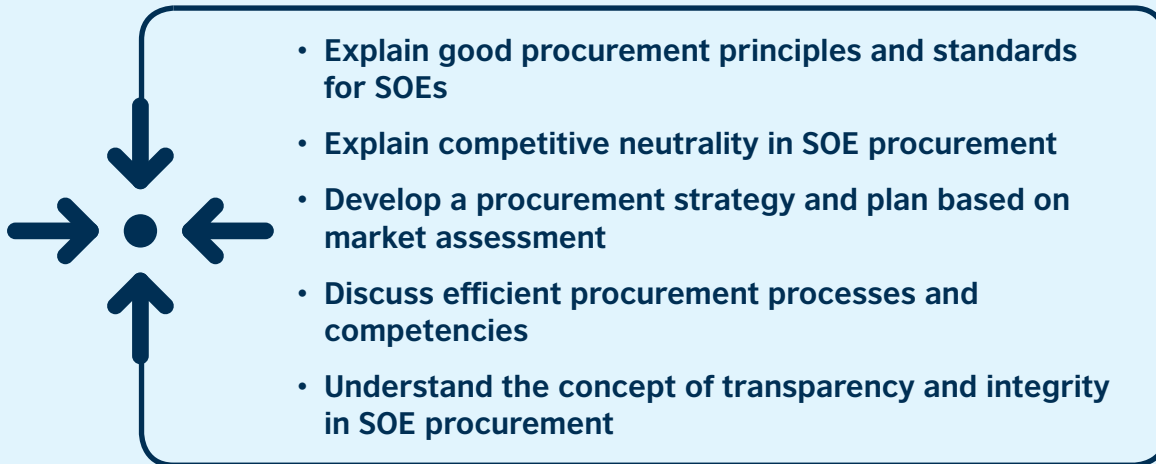 • Explain good procurement principles and standards
for SOEs
• Explain competitive neutrality in SOE procurement
• Develop a procurement strategy and plan based on
market assessment
• Discuss efficient procurement processes and
competencies
• Understand the concept of transparency and integrity
in SOE procurement